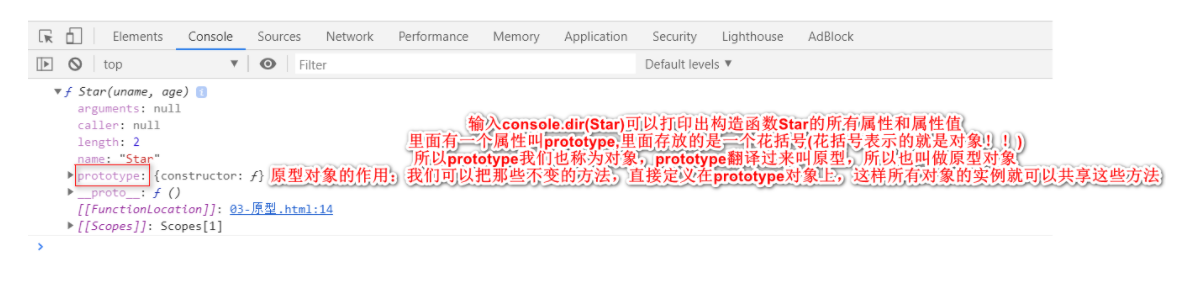 Elements Console Sources Network Performance Memory Application Security Lighthouse AdBlock
top Filter Default levels
f Star(uname, age)
arguments: null
输入console.dir(Star)可以打印出构造函数Star的所有属性和属性值
caller: null
里面有一个属性叫prototype,里面存放的是一个花括号(花括号表示的就是对象！！)
length: 2
所以prototype我们也称为对象，prototype翻译过来叫原型，所以也叫做原型对象
name: "Star"
prototype: {constructor: f} 原型对象的作用：我们可以把那些不变的方法，直接定义在prototype对象上，这样所有对象的实例就可以共享这些方法
__proto__: f ()
[[FunctionLocation]]: 03-原型.html:14
[[Scopes]]: Scopes[1]